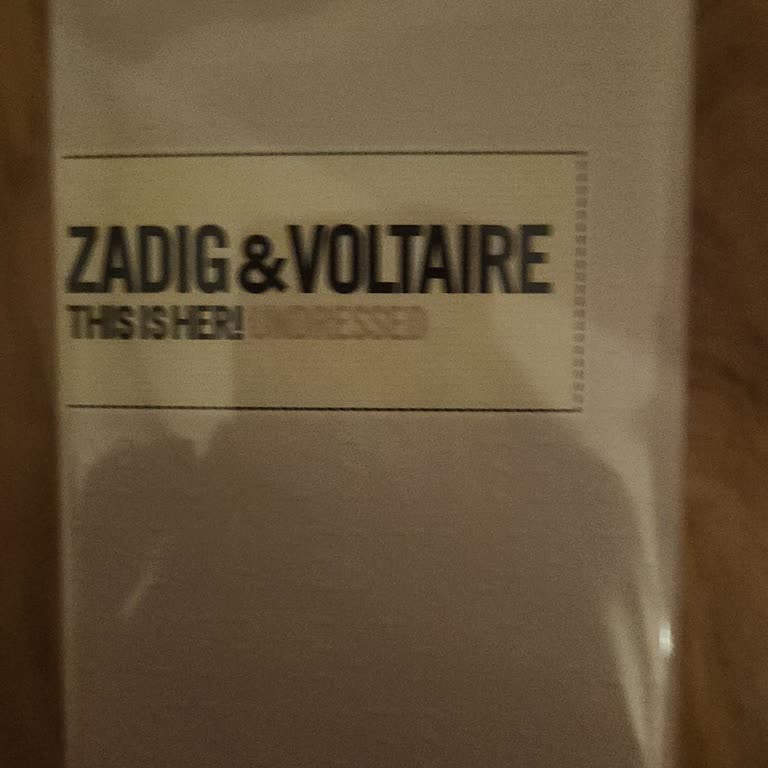 ZADIG & VOLTAIRE
THIS IS HER! UNDRESSED